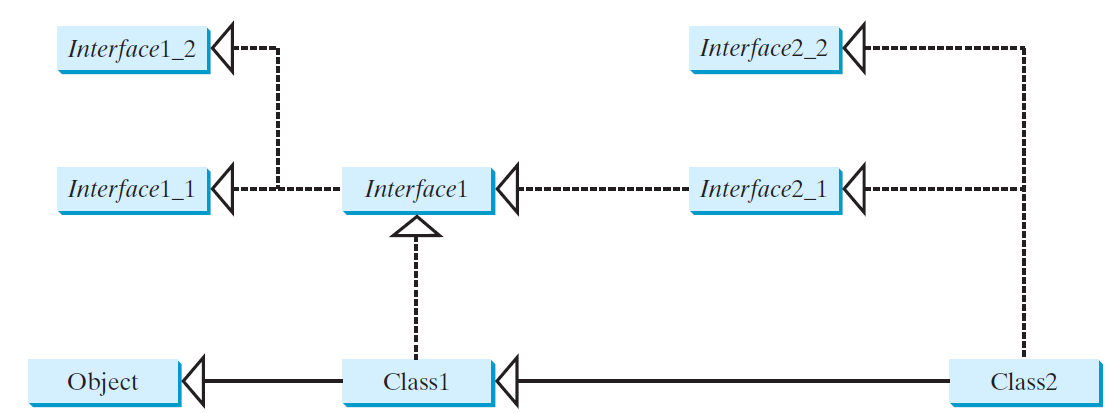 Interface1_2
Interface2_2
Interface1_1
Interface1
Interface2_1
Object
Class1
Class2